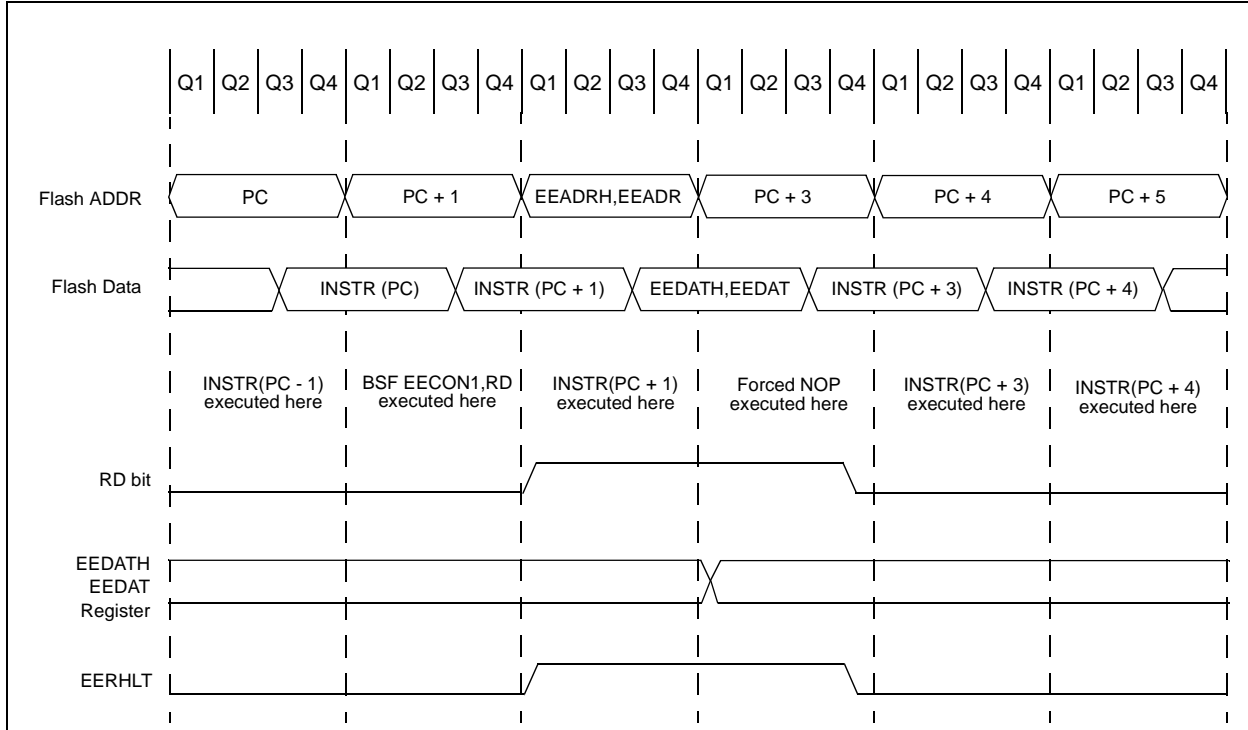 Q1 Q2 Q3 Q4 Q1 Q2 Q3 Q4 Q1 Q2 Q3 Q4 Q1 Q2 Q3 Q4 Q1 Q2 Q3 Q4 Q1 Q2 Q3 Q4
Flash ADDR PC PC + 1 EEADRH,EEADR PC + 3 PC + 4 PC + 5
Flash Data INSTR (PC) INSTR (PC + 1) EEDATH,EEDAT INSTR (PC + 3) INSTR (PC + 4)
INSTR(PC - 1) BSF EECON1,RD INSTR(PC + 1) Forced NOP INSTR(PC + 3) INSTR(PC + 4)
executed here executed here executed here executed here executed here executed here
RD bit
EEDATH
EEDAT
Register
EERHLT